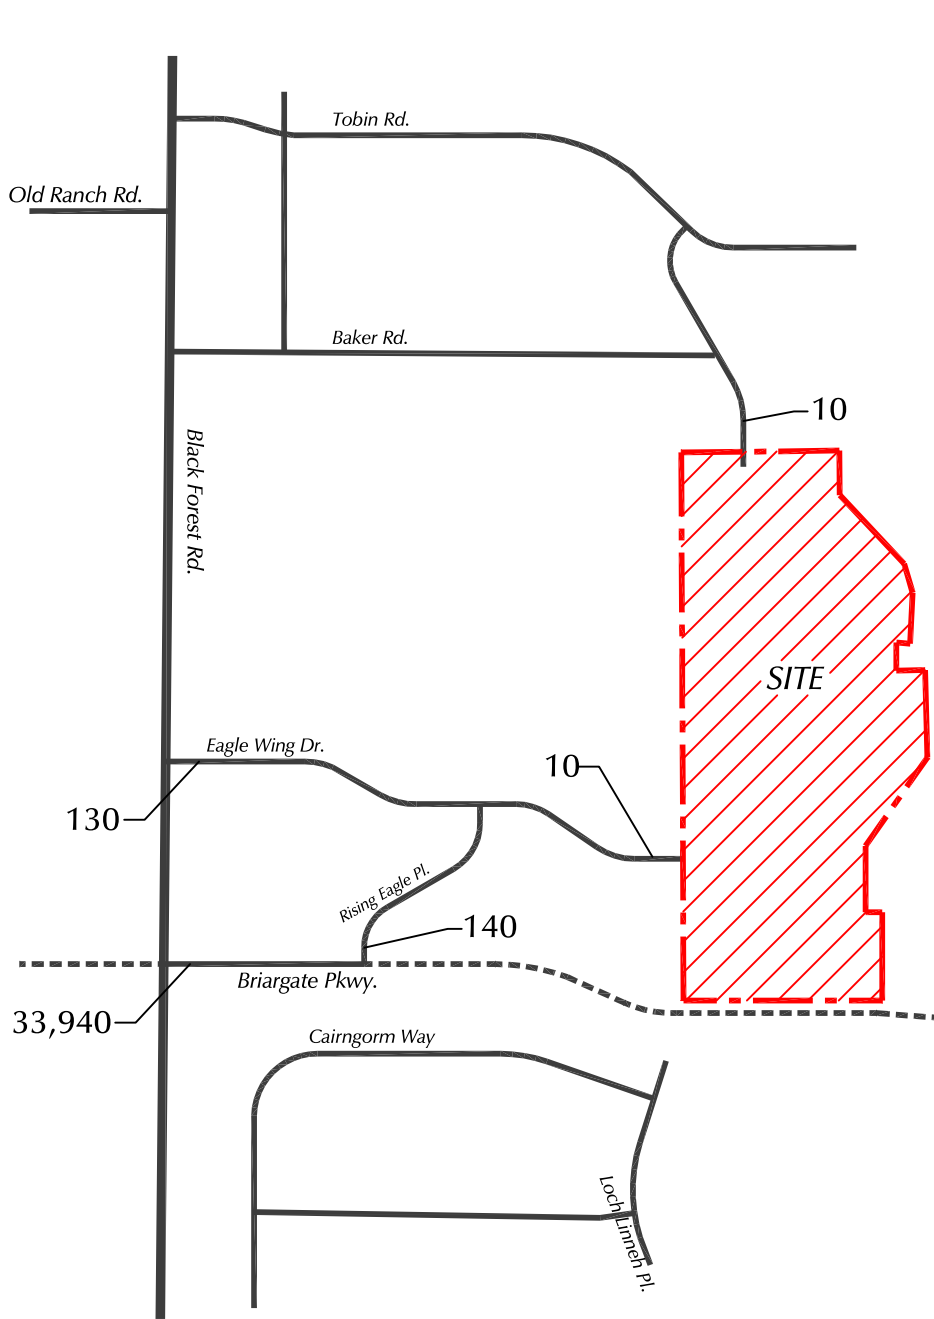 Tobin Rd.
Old Ranch Rd.
Baker Rd.
10
Black Forest Rd.
SITE
Eagle Wing Dr.
10
130
Rising Eagle Pl.
140
Briargate Pkwy.
33,940
Cairngorm Way
Loch Linneh Pl.